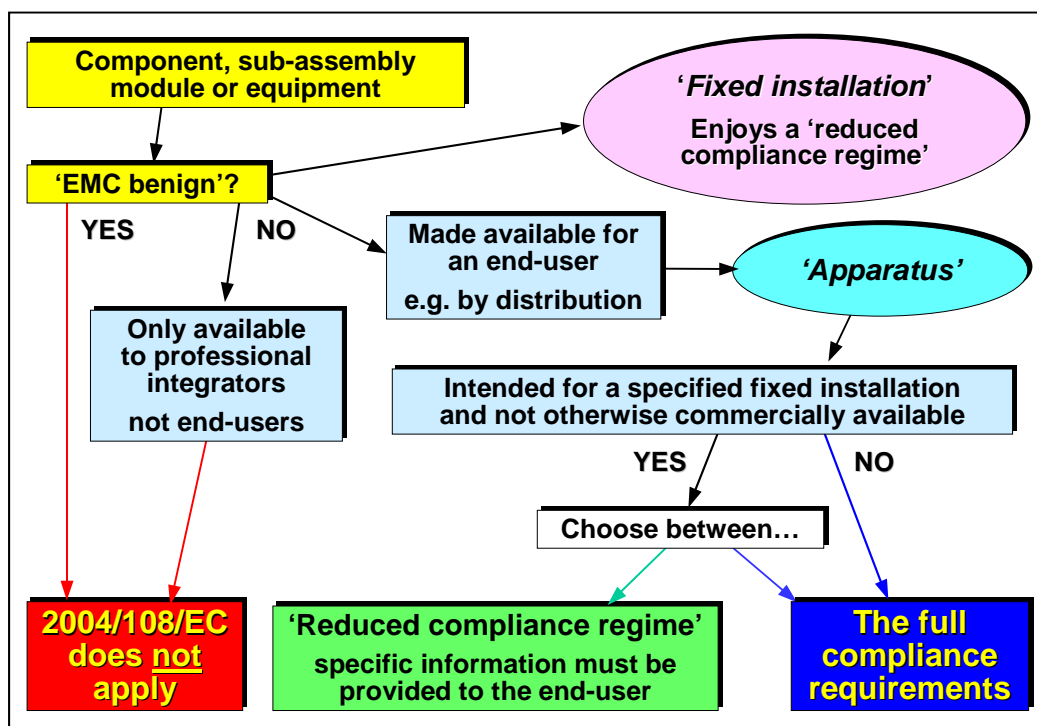 Component, sub-assembly
module or equipment
‘Fixed installation’
Enjoys a ‘reduced
compliance regime’
‘EMC benign’?
YES
NO
Made available for
an end-user
e.g. by distribution
‘Apparatus’
Only available
to professional
integrators
not end-users
Intended for a specified fixed installation
and not otherwise commercially available
YES
NO
Choose between…
2004/108/EC
does not
apply
‘Reduced compliance regime’
specific information must be
provided to the end-user
The full
compliance
requirements